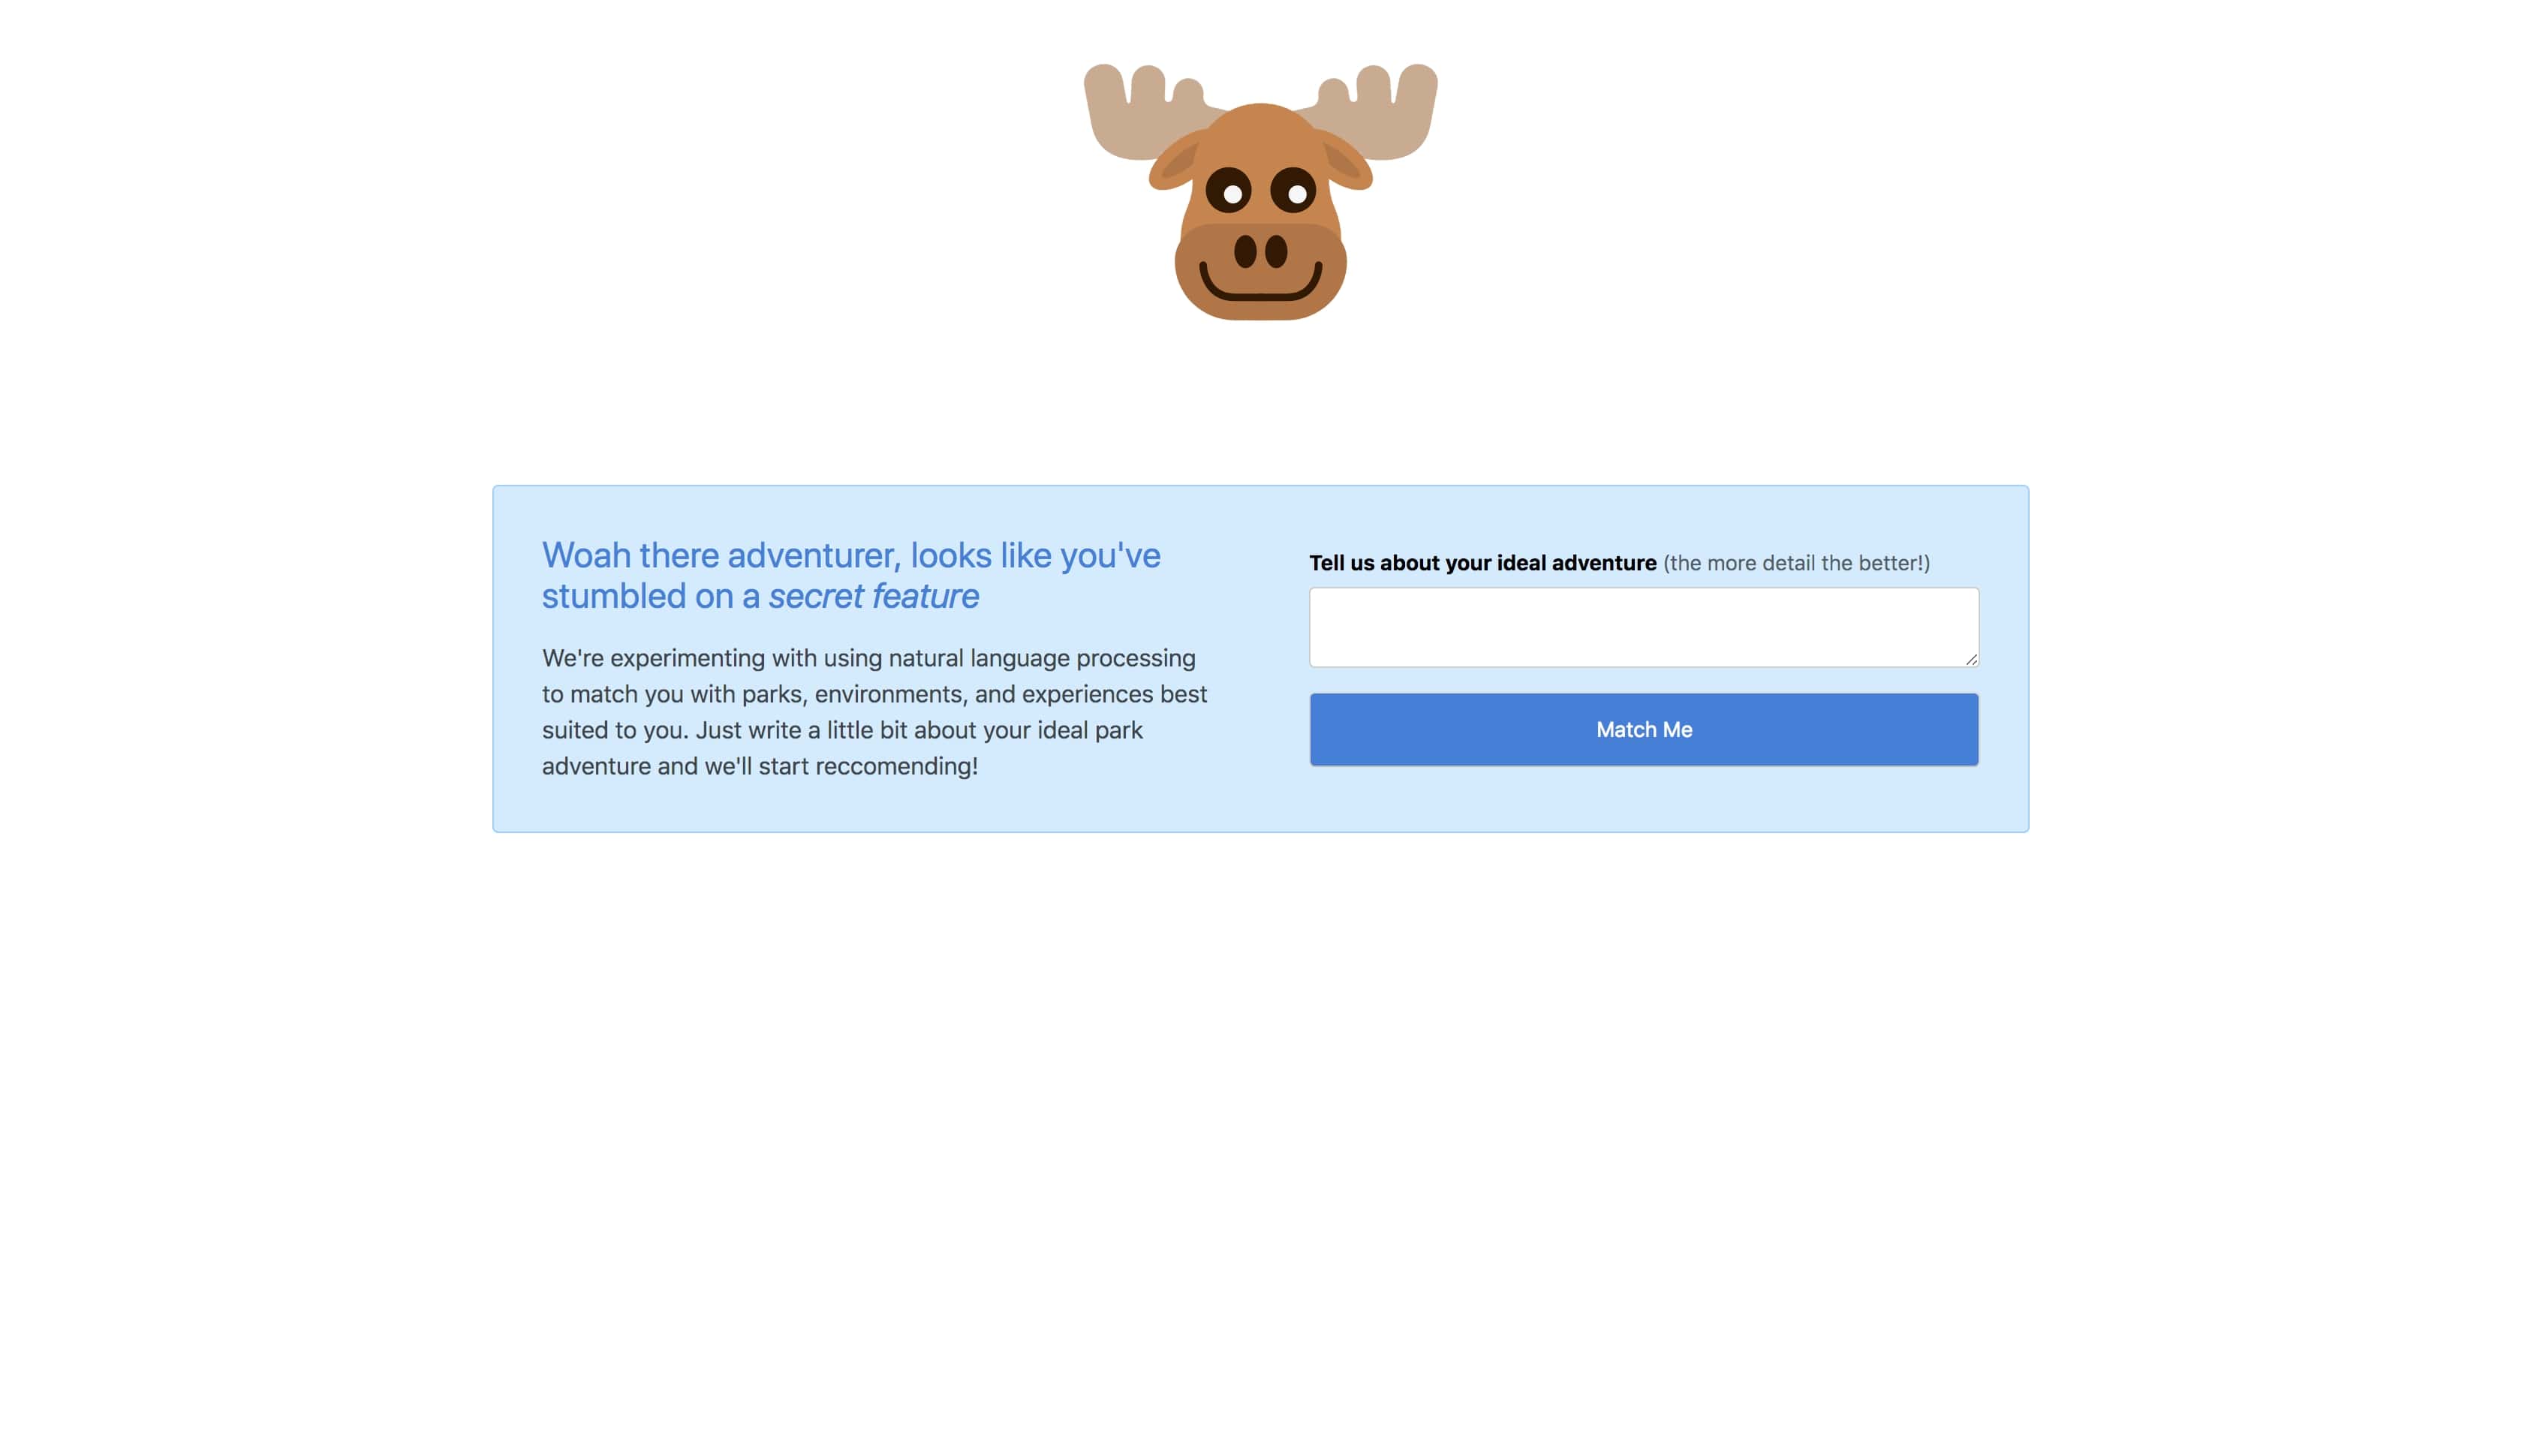 Woah there adventurer, looks like you've
stumbled on a secret feature
We're experimenting with using natural language processing
to match you with parks, environments, and experiences best
suited to you. Just write a little bit about your ideal park
adventure and we'll start reccomending!
Tell us about your ideal adventure (the more detail the better!)
Match Me